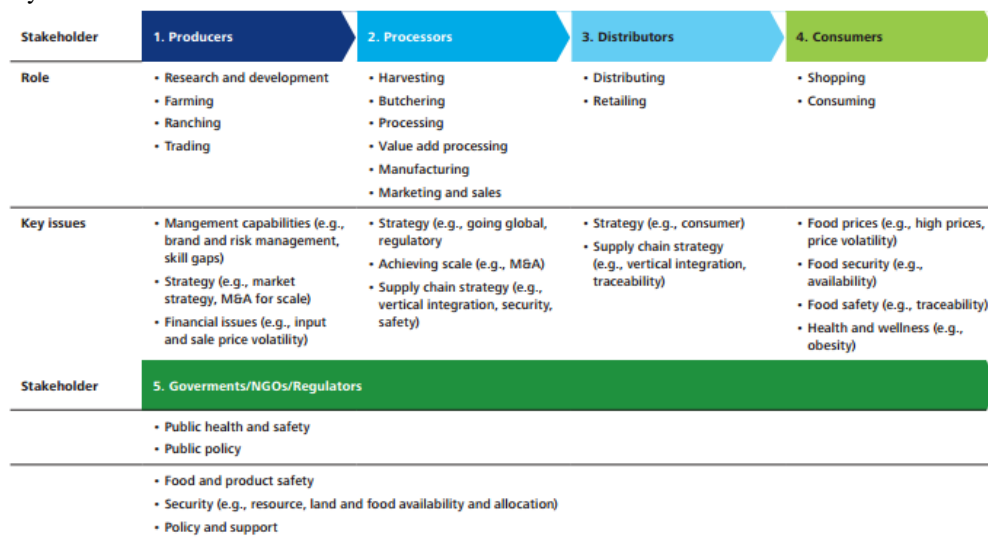 Stakeholder
1. Producers
2. Processors
3. Distributors
4. Consumers
Role
• Research and development
• Farming
• Ranching
• Trading
• Harvesting
• Butchering
• Processing
• Value add processing
• Manufacturing
• Marketing and sales
• Distributing
• Retailing
• Shopping
• Consuming
Key issues
• Mangement capabilities (e.g.,
brand and risk management,
skill gaps)
• Strategy (e.g., market
strategy, M&A for scale)
• Financial issues (e.g., input
and sale price volatility)
• Strategy (e.g., going global,
regulatory
• Achieving scale (e.g., M&A)
• Supply chain strategy (e.g.,
vertical integration, security,
safety)
• Strategy (e.g., consumer)
• Supply chain strategy
(e.g., vertical integration,
traceability)
• Food prices (e.g., high prices,
price volatility)
• Food security (e.g.,
availability)
• Food safety (e.g., traceability)
• Health and wellness (e.g.,
obesity)
Stakeholder
5. Goverments/NGOs/Regulators
• Public health and safety
• Public policy
• Food and product safety
• Security (e.g., resource, land and food availability and allocation)
• Policy and support